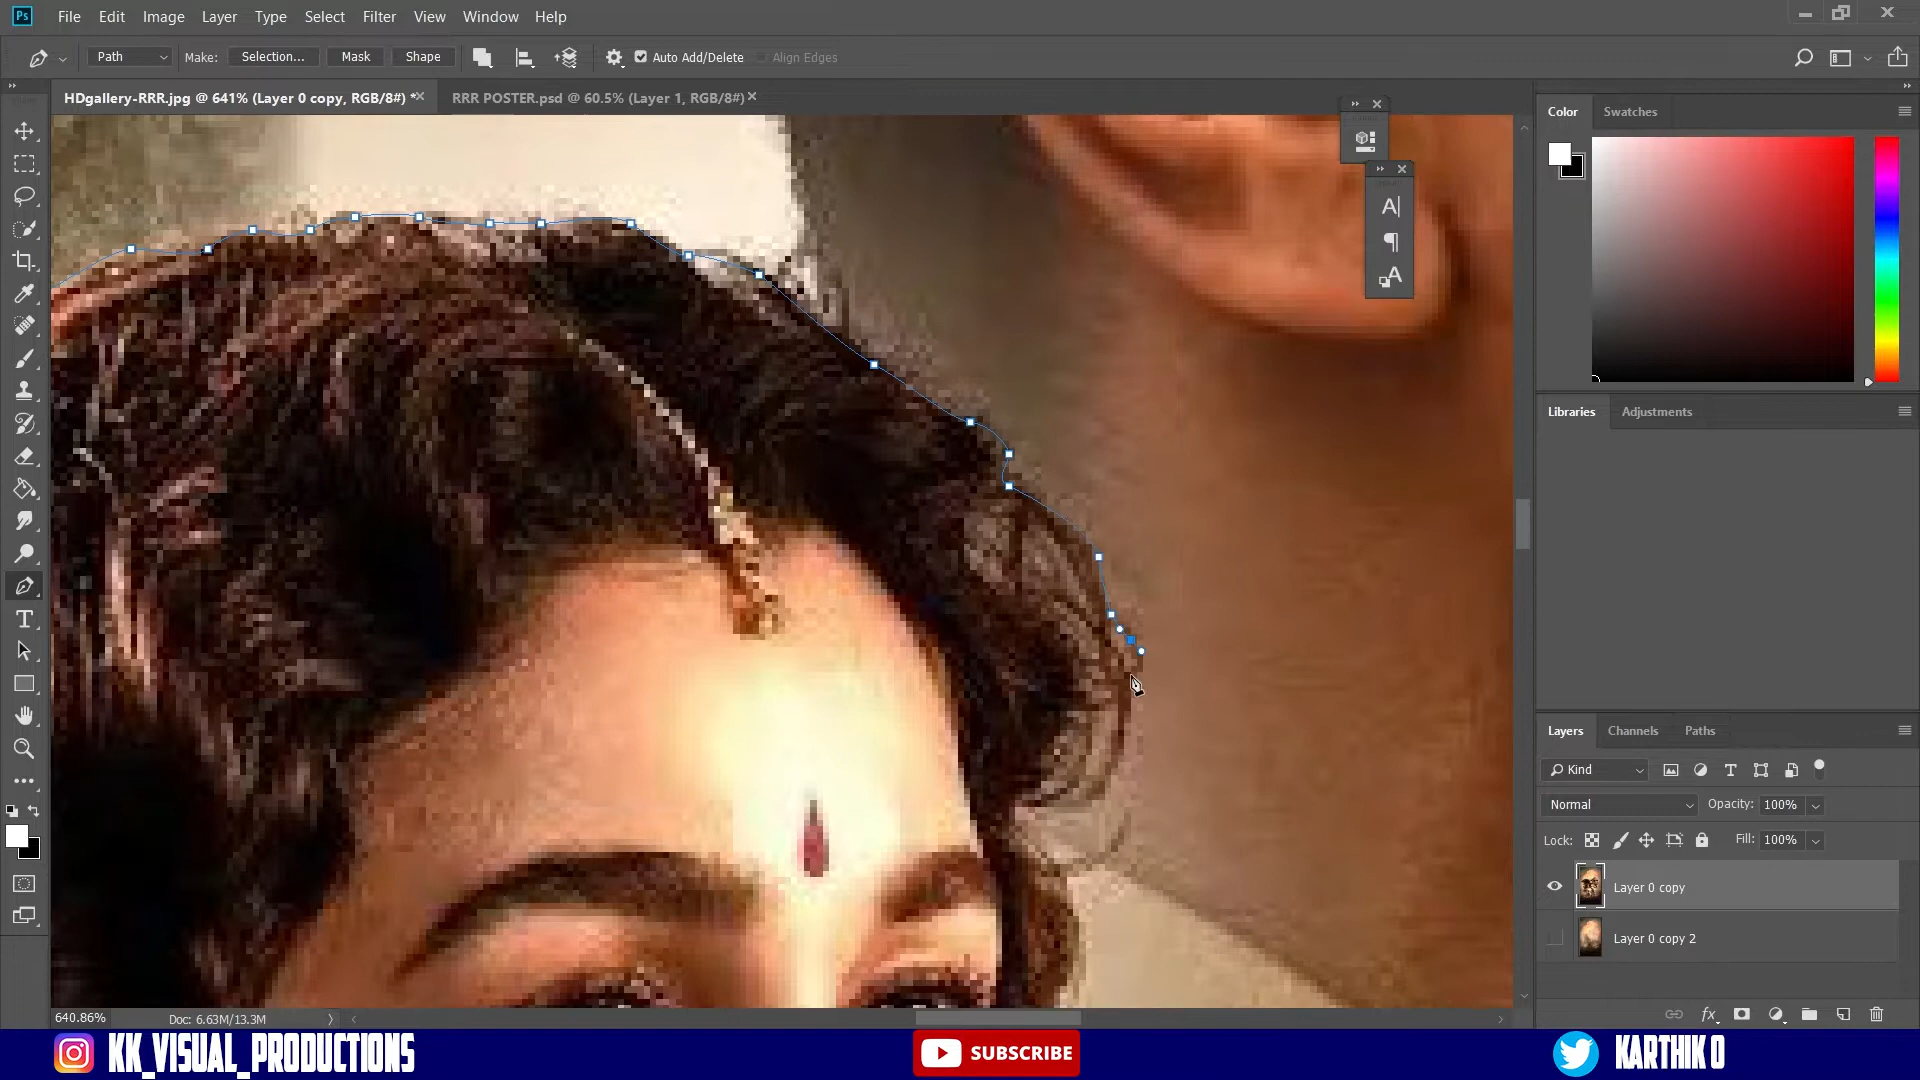 Ps File Edit Image Layer Type Select Filter View Window Help
Path Make: Selection... Mask Shape Auto Add/Delete Align Edges
HDgallery-RRR.jpg @ 641% (Layer 0 copy, RGB/8#) * RRR POSTER.psd @ 60.5% (Layer 1, RGB/8#)
Color Swatches
Libraries Adjustments
Layers Channels Paths
Kind
Normal Opacity: 100%
Lock: Fill: 100%
Layer 0 copy
Layer 0 copy 2
fx
640.86% Doc: 6.63M/13.3M
KK_VISUAL_PRODUCTIONS SUBSCRIBE KARTHIK O